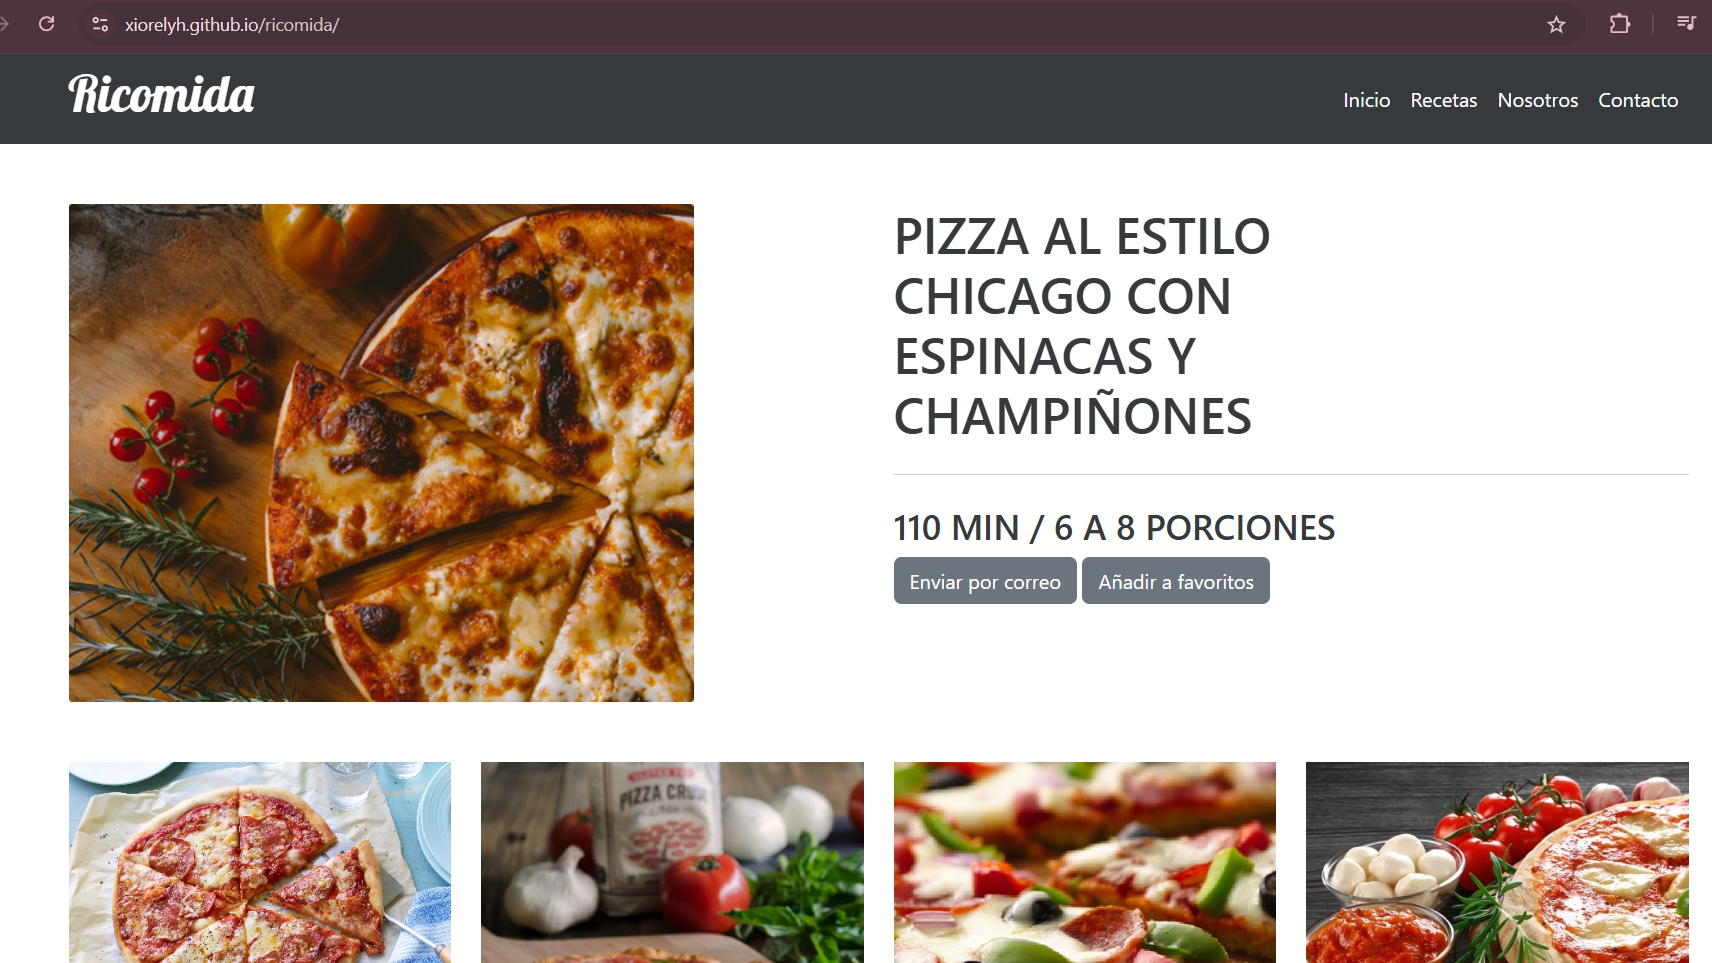 xiorelyh.github.io/ricomida/
Ricomida
Inicio Recetas Nosotros Contacto
PIZZA AL ESTILO
CHICAGO CON
ESPINACAS Y
CHAMPIÑONES
110 MIN / 6 A 8 PORCIONES
Enviar por correo Añadir a favoritos
PIZZA